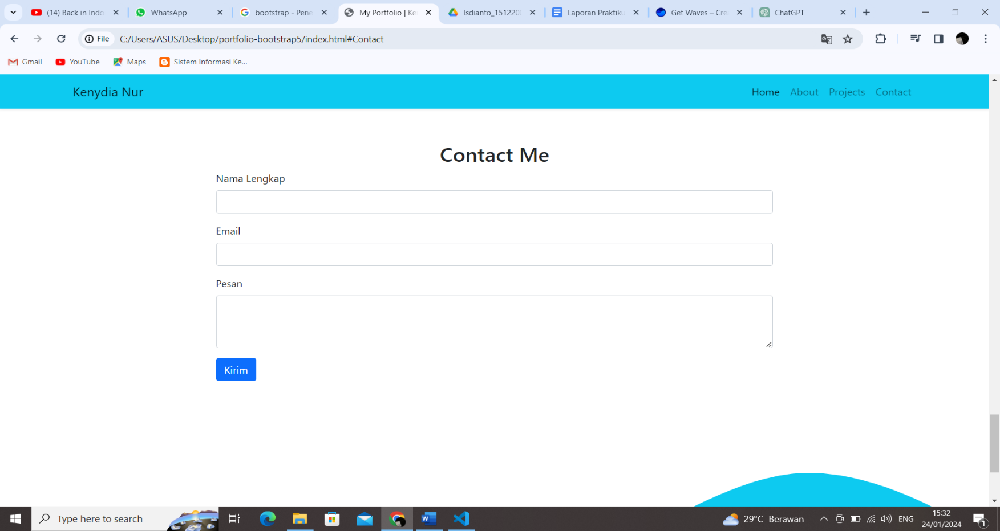 (14) Back in Indo
WhatsApp
bootstrap - Pene
My Portfolio | Ke
Isdianto_151220
Laporan Praktiku
Get Waves – Cre
ChatGPT
File
C:/Users/ASUS/Desktop/portfolio-bootstrap5/index.html#Contact
Gmail
YouTube
Maps
Sistem Informasi Ke...
Kenydia Nur
Home
About
Projects
Contact
Contact Me
Nama Lengkap
Email
Pesan
Kirim
Type here to search
29°C Berawan
ENG
15:32
24/01/2024
1